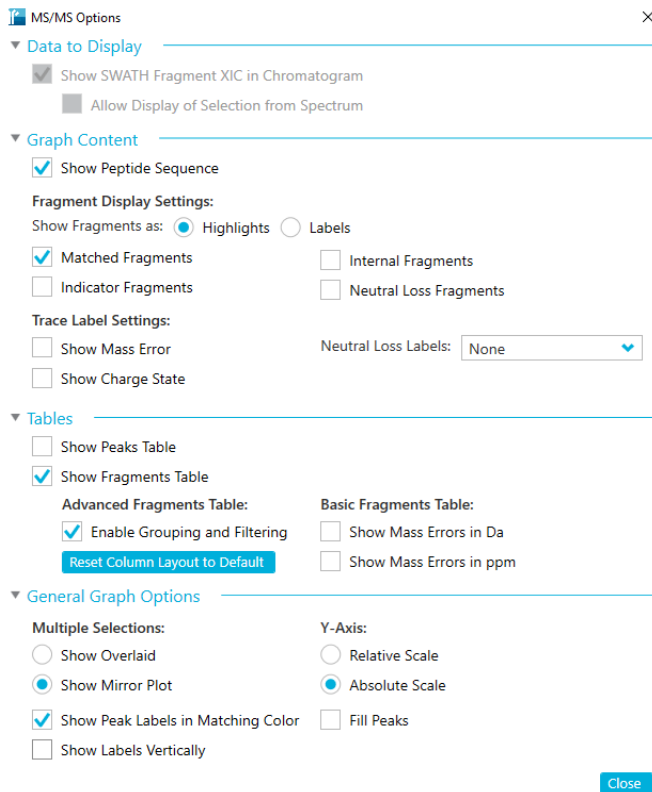 MS/MS Options
Data to Display
Show SWATH Fragment XIC in Chromatogram
Allow Display of Selection from Spectrum
Graph Content
Show Peptide Sequence
Fragment Display Settings:
Show Fragments as: Highlights Labels
Matched Fragments Internal Fragments
Indicator Fragments Neutral Loss Fragments
Trace Label Settings:
Show Mass Error Neutral Loss Labels: None
Show Charge State
Tables
Show Peaks Table
Show Fragments Table
Advanced Fragments Table: Basic Fragments Table:
Enable Grouping and Filtering Show Mass Errors in Da
Reset Column Layout to Default Show Mass Errors in ppm
General Graph Options
Multiple Selections: Y-Axis:
Show Overlaid Relative Scale
Show Mirror Plot Absolute Scale
Show Peak Labels in Matching Color Fill Peaks
Show Labels Vertically
Close